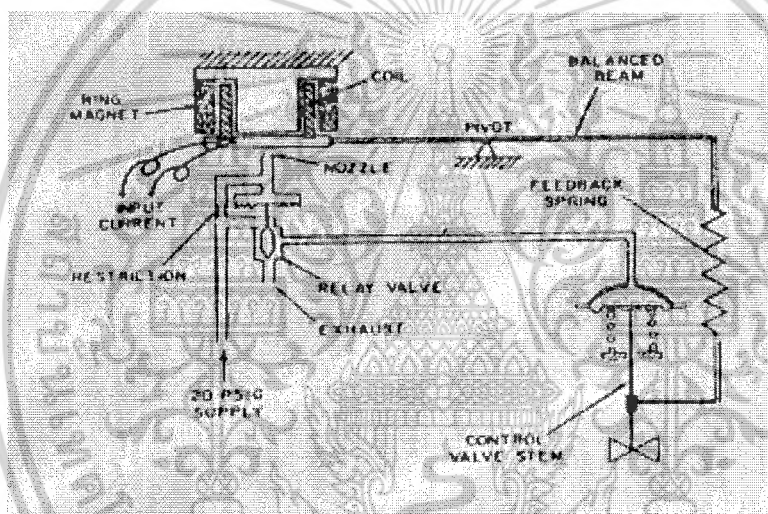 COIL
BALANCED
BEAM
RING
MAGNET
PIVOT
NOZZLE
FEEDBACK
SPRING
INPUT
CURRENT
RESTRICTION
RELAY VALVE
EXHAUST
20 PSIG
SUPPLY
CONTROL
VALVE STEM